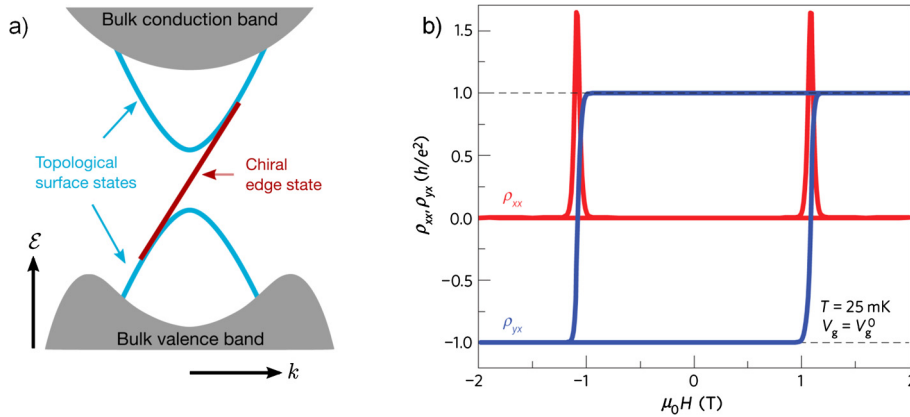 a)
Bulk conduction band
Topological
surface states
Chiral
edge state
ℰ
Bulk valence band
k
b)
ρxx, ρyx (h/e²)
1.5
1.0
0.5
0.0
−0.5
−1.0
ρxx
ρyx
T = 25 mK
Vg = Vg⁰
−2
−1
0
1
2
μ₀H (T)